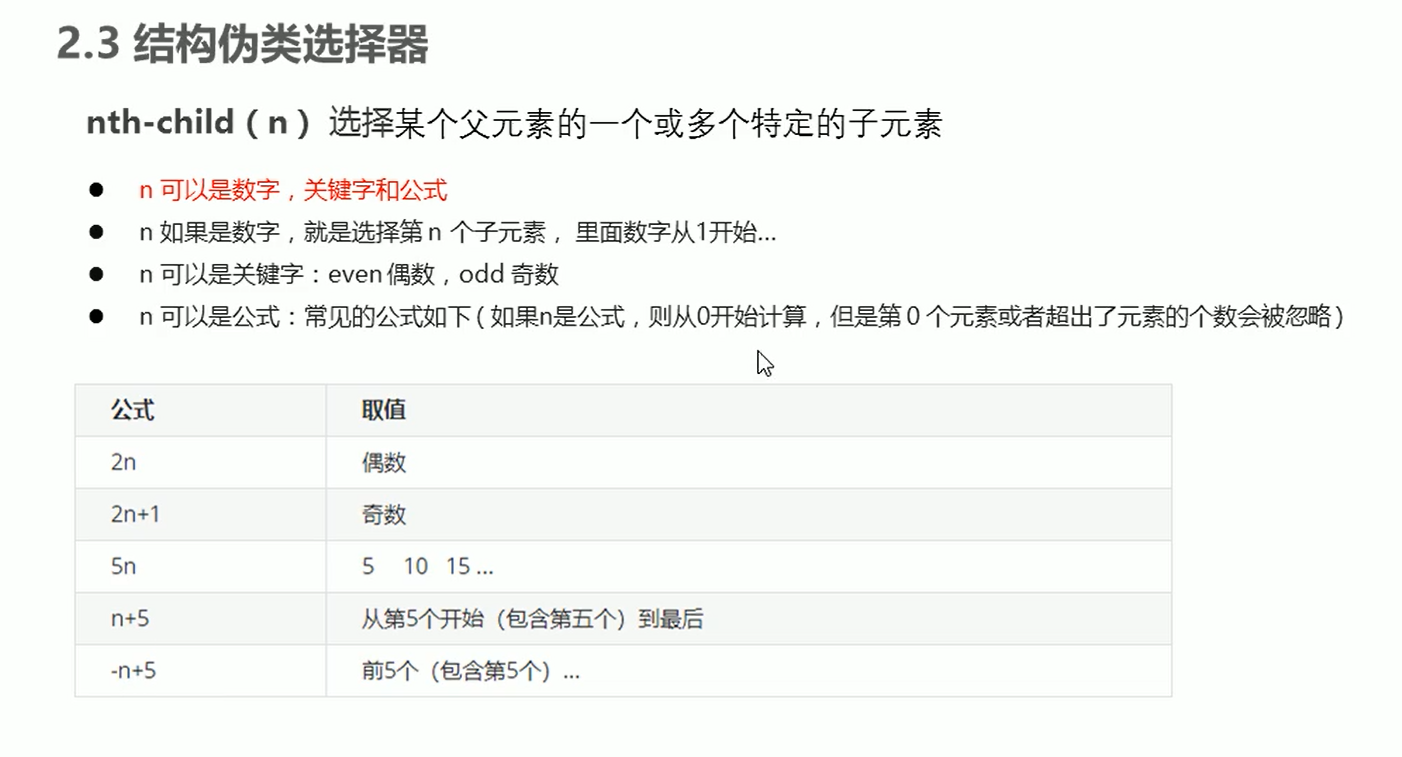 2.3 结构伪类选择器
nth-child（n）选择某个父元素的一个或多个特定的子元素
● n 可以是数字，关键字和公式
● n 如果是数字，就是选择第 n 个子元素， 里面数字从1开始...
● n 可以是关键字：even 偶数，odd 奇数
● n 可以是公式：常见的公式如下 ( 如果n是公式，则从0开始计算，但是第 0 个元素或者超出了元素的个数会被忽略 )
公式 取值
2n 偶数
2n+1 奇数
5n 5 10 15 ...
n+5 从第5个开始（包含第五个）到最后
-n+5 前5个（包含第5个）...